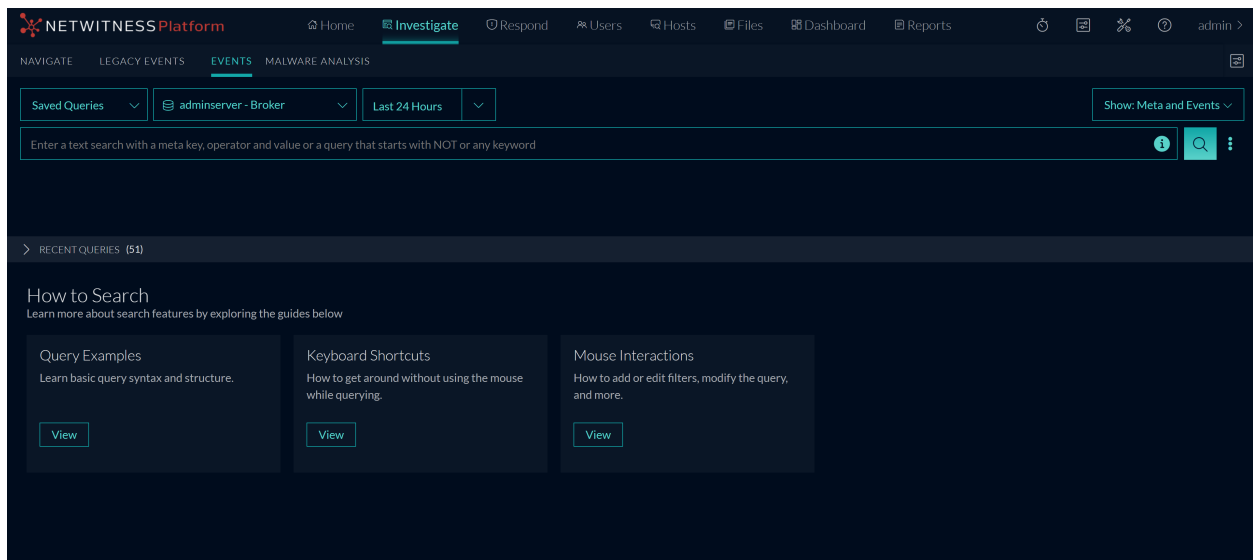 NETWITNESS Platform
Home Investigate Respond Users Hosts Files Dashboard Reports admin >
NAVIGATE LEGACY EVENTS EVENTS MALWARE ANALYSIS
Saved Queries adminserver - Broker Last 24 Hours Show: Meta and Events
Enter a text search with a meta key, operator and value or a query that starts with NOT or any keyword
RECENT QUERIES (51)
How to Search
Learn more about search features by exploring the guides below
Query Examples
Learn basic query syntax and structure.
View
Keyboard Shortcuts
How to get around without using the mouse
while querying.
View
Mouse Interactions
How to add or edit filters, modify the query,
and more.
View